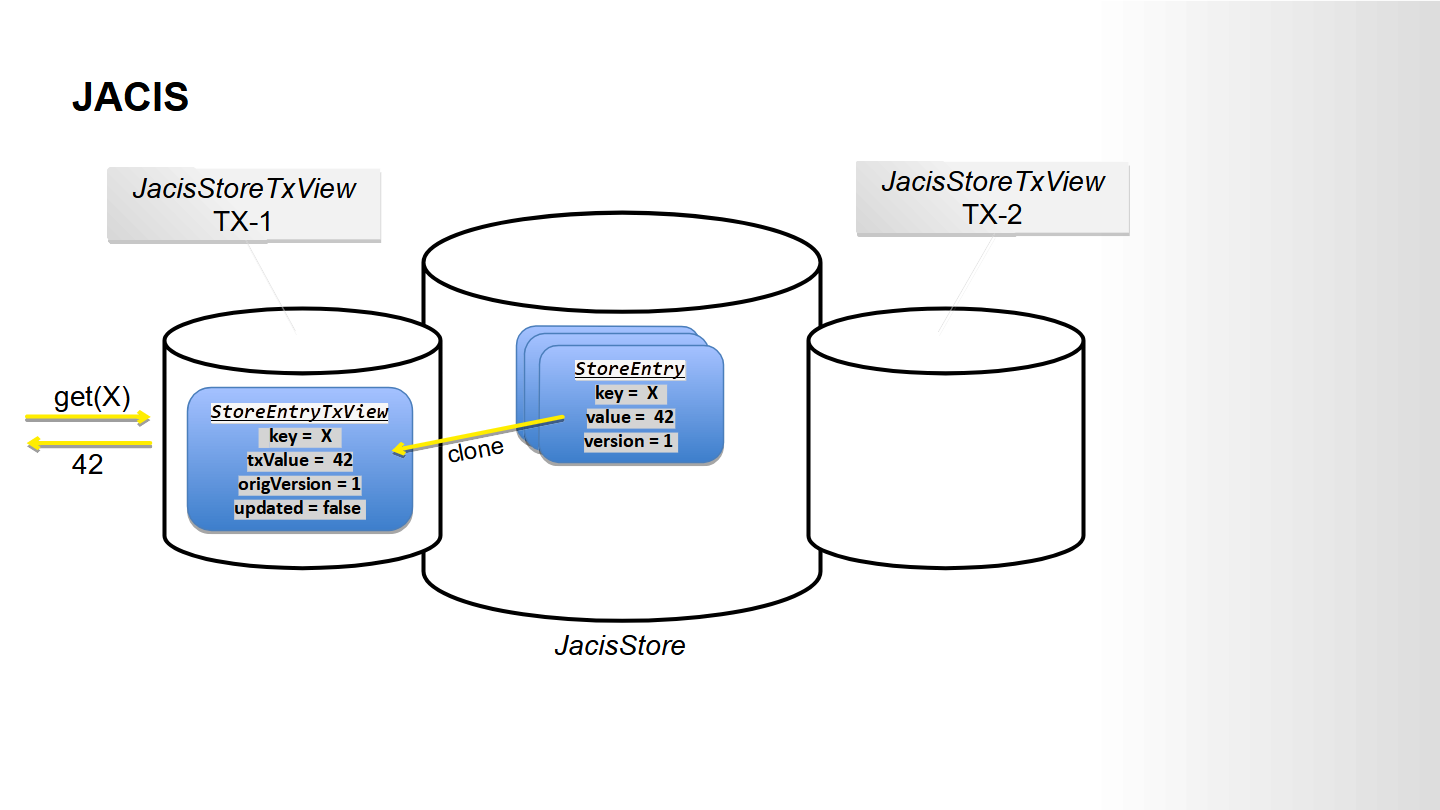 JACIS
JacisStoreTxView
TX-1
JacisStoreTxView
TX-2
get(X)
42
StoreEntryTxView
key = X
txValue = 42
origVersion = 1
updated = false
clone
StoreEntry
key = X
value = 42
version = 1
JacisStore